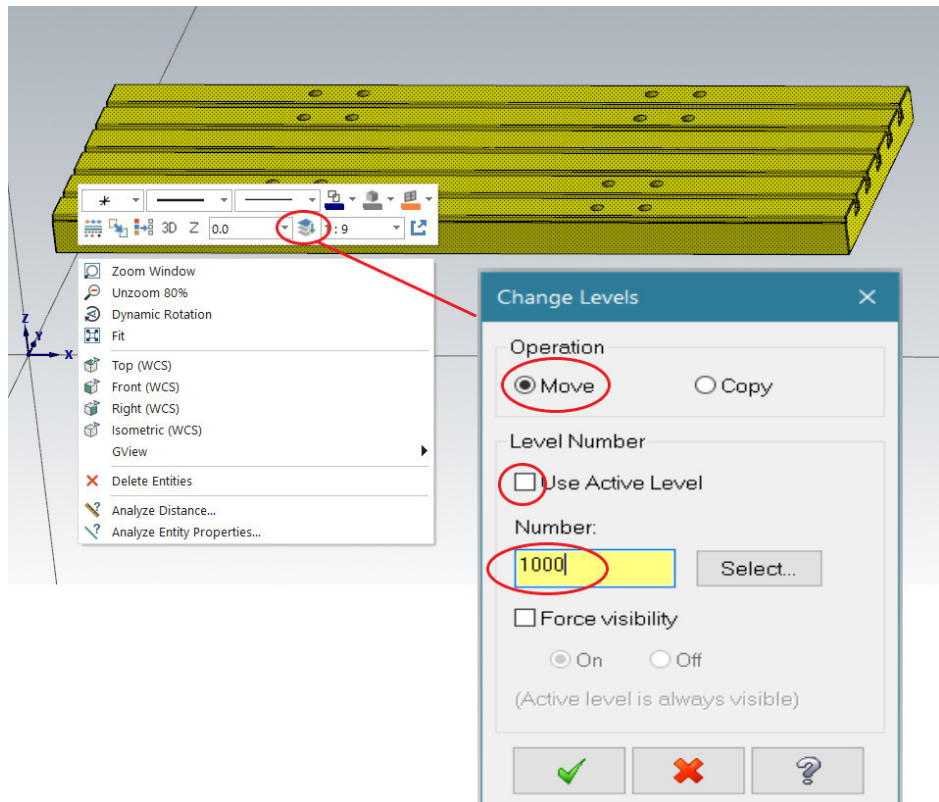 3D Z 0.0 : 9
Zoom Window
Unzoom 80%
Dynamic Rotation
Fit
Z
Y
X
Top (WCS)
Front (WCS)
Right (WCS)
Isometric (WCS)
GView
Delete Entities
Analyze Distance...
Analyze Entity Properties...
Change Levels
Operation
Move Copy
Level Number
Use Active Level
Number:
1000 Select...
Force visibility
On Off
(Active level is always visible)